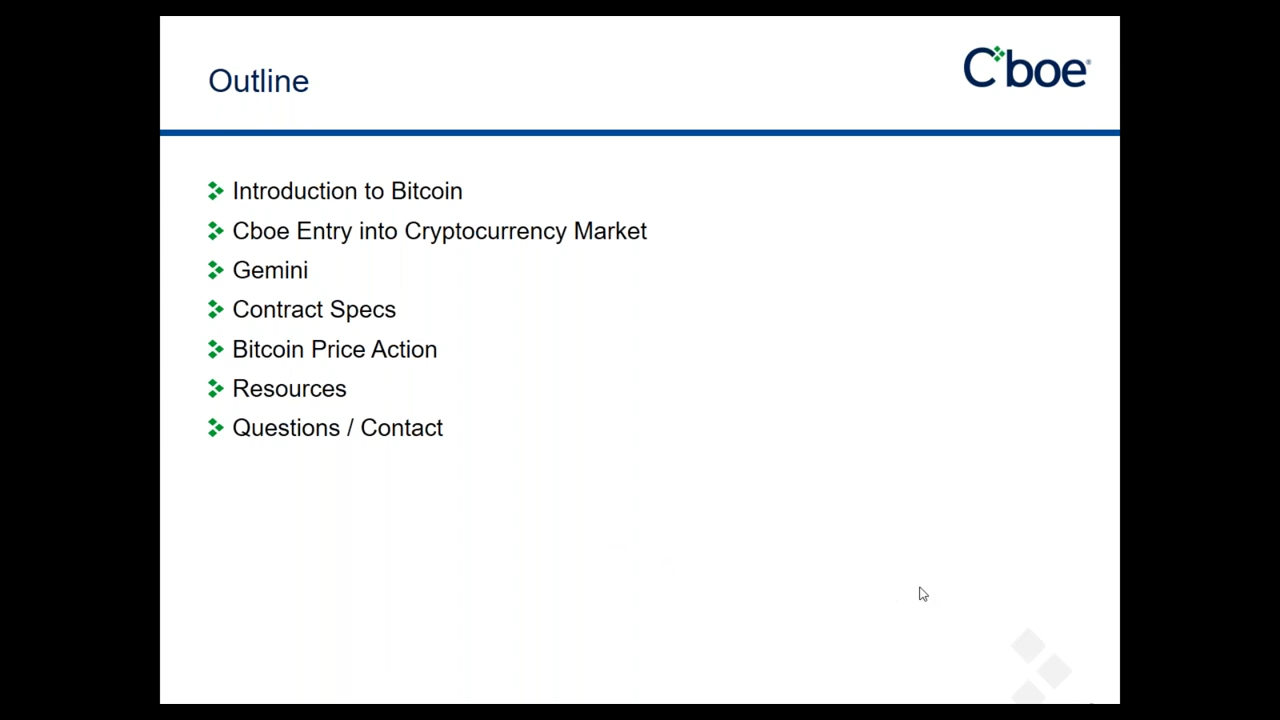 Outline
Cboe®
Introduction to Bitcoin
Cboe Entry into Cryptocurrency Market
Gemini
Contract Specs
Bitcoin Price Action
Resources
Questions / Contact